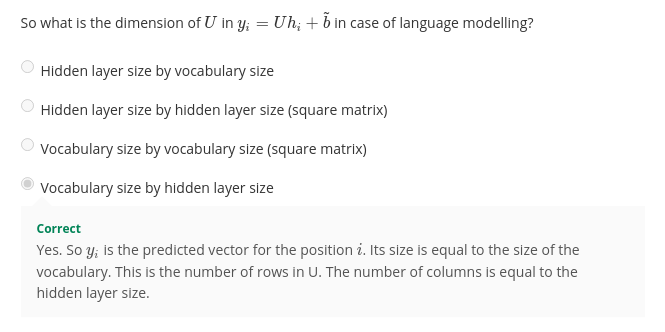 So what is the dimension of U in yᵢ = Uhᵢ + b̃ in case of language modelling?
Hidden layer size by vocabulary size
Hidden layer size by hidden layer size (square matrix)
Vocabulary size by vocabulary size (square matrix)
Vocabulary size by hidden layer size
Correct
Yes. So yᵢ is the predicted vector for the position i. Its size is equal to the size of the
vocabulary. This is the number of rows in U. The number of columns is equal to the
hidden layer size.